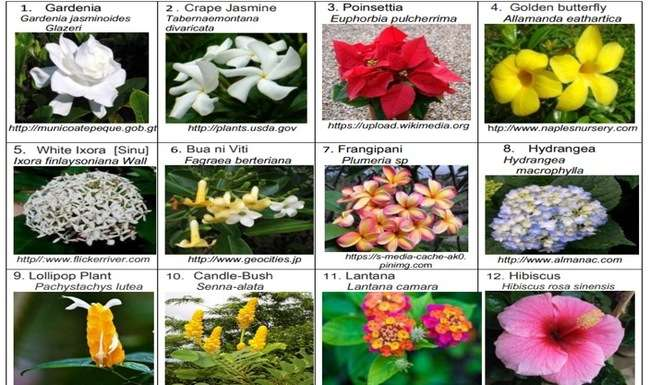 1. Gardenia
Gardenia jasminoides
Glazeri
http://municoatepeque.gob.gt
2. Crape Jasmine
Tabernaemontana
divaricata
http://plants.usda.gov
3. Poinsettia
Euphorbia pulcherrima
https://upload.wikimedia.org
4. Golden butterfly
Allamanda eathartica
http://www.naplesnursery.com
5. White Ixora [Sinu]
Ixora finlaysoniana Wall
http//:www.flickerriver.com
6. Bua ni Viti
Fagraea berteriana
http://www.geocities.jp
7. Frangipani
Plumeria sp
https://s-media-cache-ak0.
pinimg.com
8. Hydrangea
Hydrangea
macrophylla
http://www.almanac.com
9. Lollipop Plant
Pachystachys lutea
10. Candle-Bush
Senna-alata
11. Lantana
Lantana camara
12. Hibiscus
Hibiscus rosa sinensis